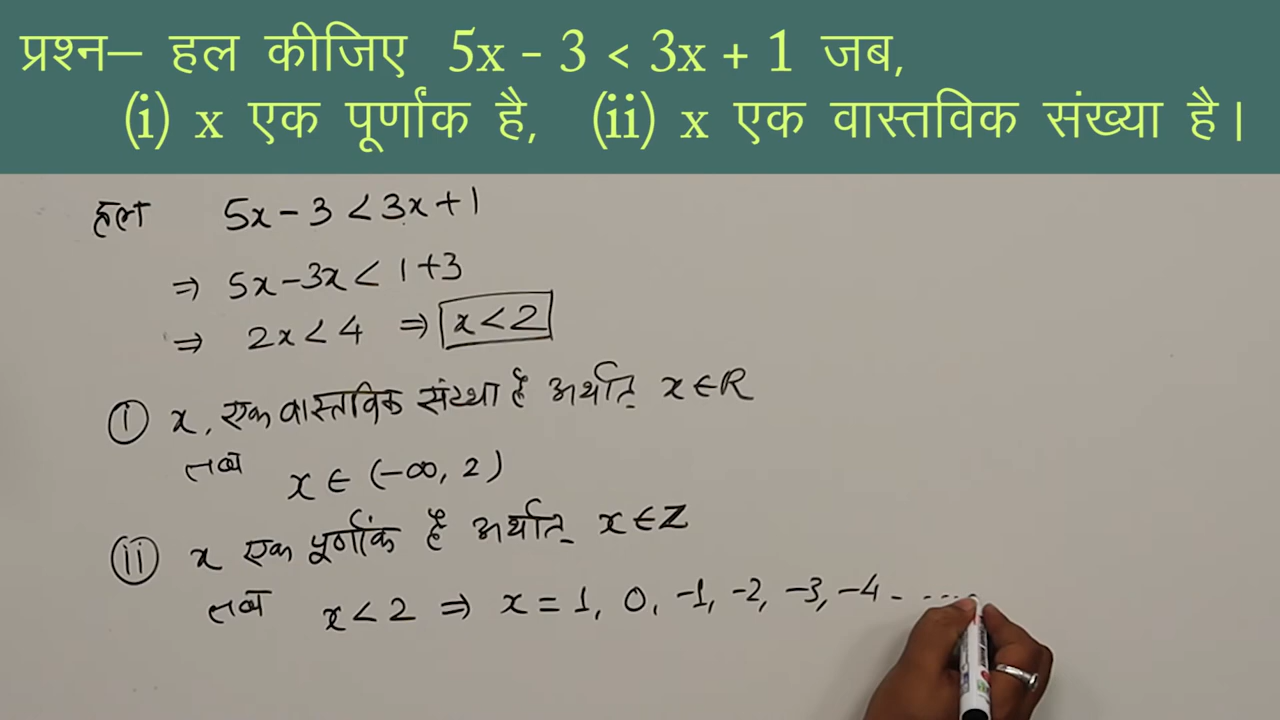 प्रश्न– हल कीजिए 5x - 3 < 3x + 1 जब,
(i) x एक पूर्णांक है, (ii) x एक वास्तविक संख्या है।
हल 5x - 3 < 3x + 1
⇒ 5x - 3x < 1 + 3
⇒ 2x < 4 ⇒ x < 2
(i) x, एक वास्तविक संख्या है अर्थात् x ∈ R
तब x ∈ (-∞, 2)
(ii) x एक पूर्णांक है अर्थात् x ∈ Z
तब x < 2 ⇒ x = 1, 0, -1, -2, -3, -4 - ....